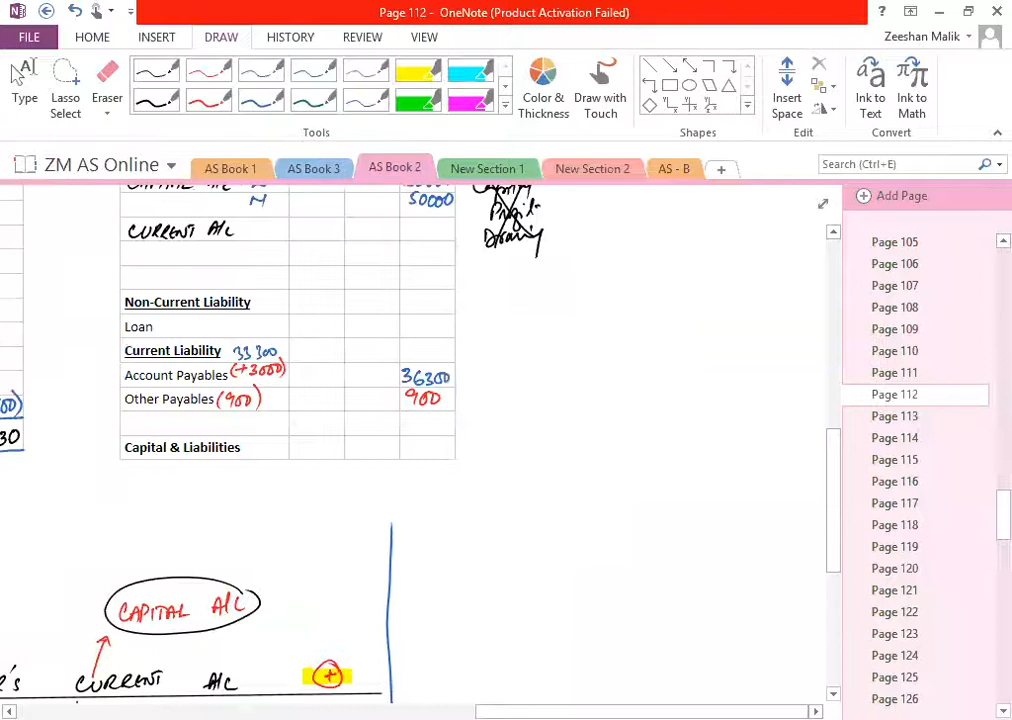 Page 112 - OneNote (Product Activation Failed)
FILE HOME INSERT DRAW HISTORY REVIEW VIEW
Zeeshan Malik
Type
Lasso Select
Eraser
Color & Thickness
Draw with Touch
Insert Space
Ink to Text
Ink to Math
Tools
Shapes
Edit
Convert
ZM AS Online
AS Book 1
AS Book 3
AS Book 2
New Section 1
New Section 2
AS - B
Search (Ctrl+E)
Add Page
Page 105
Page 106
Page 107
Page 108
Page 109
Page 110
Page 111
Page 112
Page 113
Page 114
Page 115
Page 116
Page 117
Page 118
Page 119
Page 120
Page 121
Page 122
Page 123
Page 124
Page 125
Page 126
CAPITAL A/C
N 50000
Drawing
CURRENT A/C
Non-Current Liability
Loan
Current Liability 33300
Account Payables (+3000) 36300
Other Payables (900) 900
Capital & Liabilities
30
CAPITAL A/C
's CURRENT A/C +